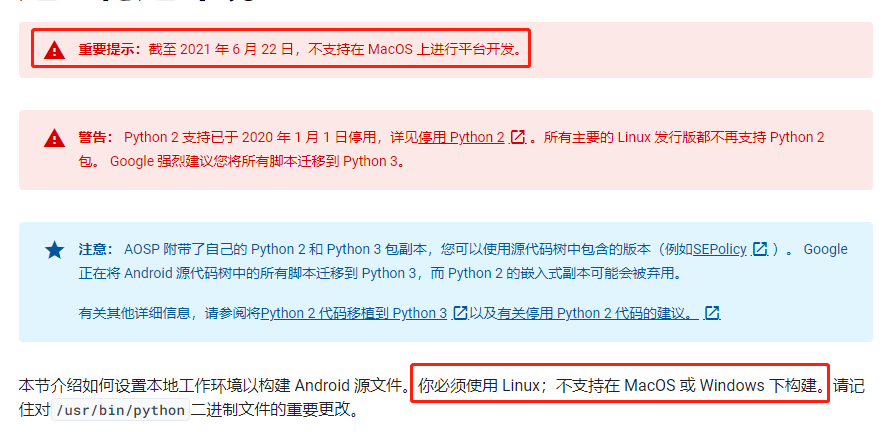 重要提示：截至 2021 年 6 月 22 日，不支持在 MacOS 上进行平台开发。
警告： Python 2 支持已于 2020 年 1 月 1 日停用，详见停用 Python 2 。所有主要的 Linux 发行版都不再支持 Python 2
包。 Google 强烈建议您将所有脚本迁移到 Python 3。
注意： AOSP 附带了自己的 Python 2 和 Python 3 包副本，您可以使用源代码树中包含的版本（例如SEPolicy ）。 Google
正在将 Android 源代码树中的所有脚本迁移到 Python 3，而 Python 2 的嵌入式副本可能会被弃用。
有关其他详细信息，请参阅将Python 2 代码移植到 Python 3 以及有关停用 Python 2 代码的建议。
本节介绍如何设置本地工作环境以构建 Android 源文件。你必须使用 Linux；不支持在 MacOS 或 Windows 下构建。请记
住对 /usr/bin/python 二进制文件的重要更改。